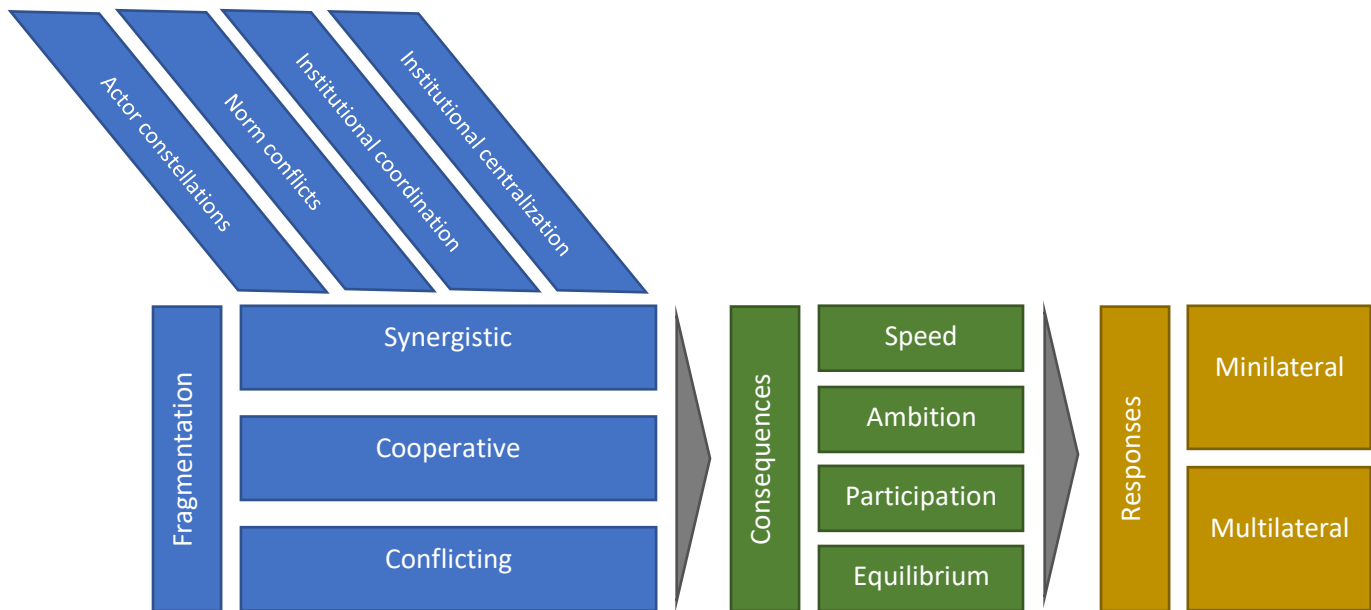 Actor constellations
Norm conflicts
Institutional coordination
Institutional centralization
Fragmentation
Synergistic
Cooperative
Conflicting
Consequences
Speed
Ambition
Participation
Equilibrium
Responses
Minilateral
Multilateral